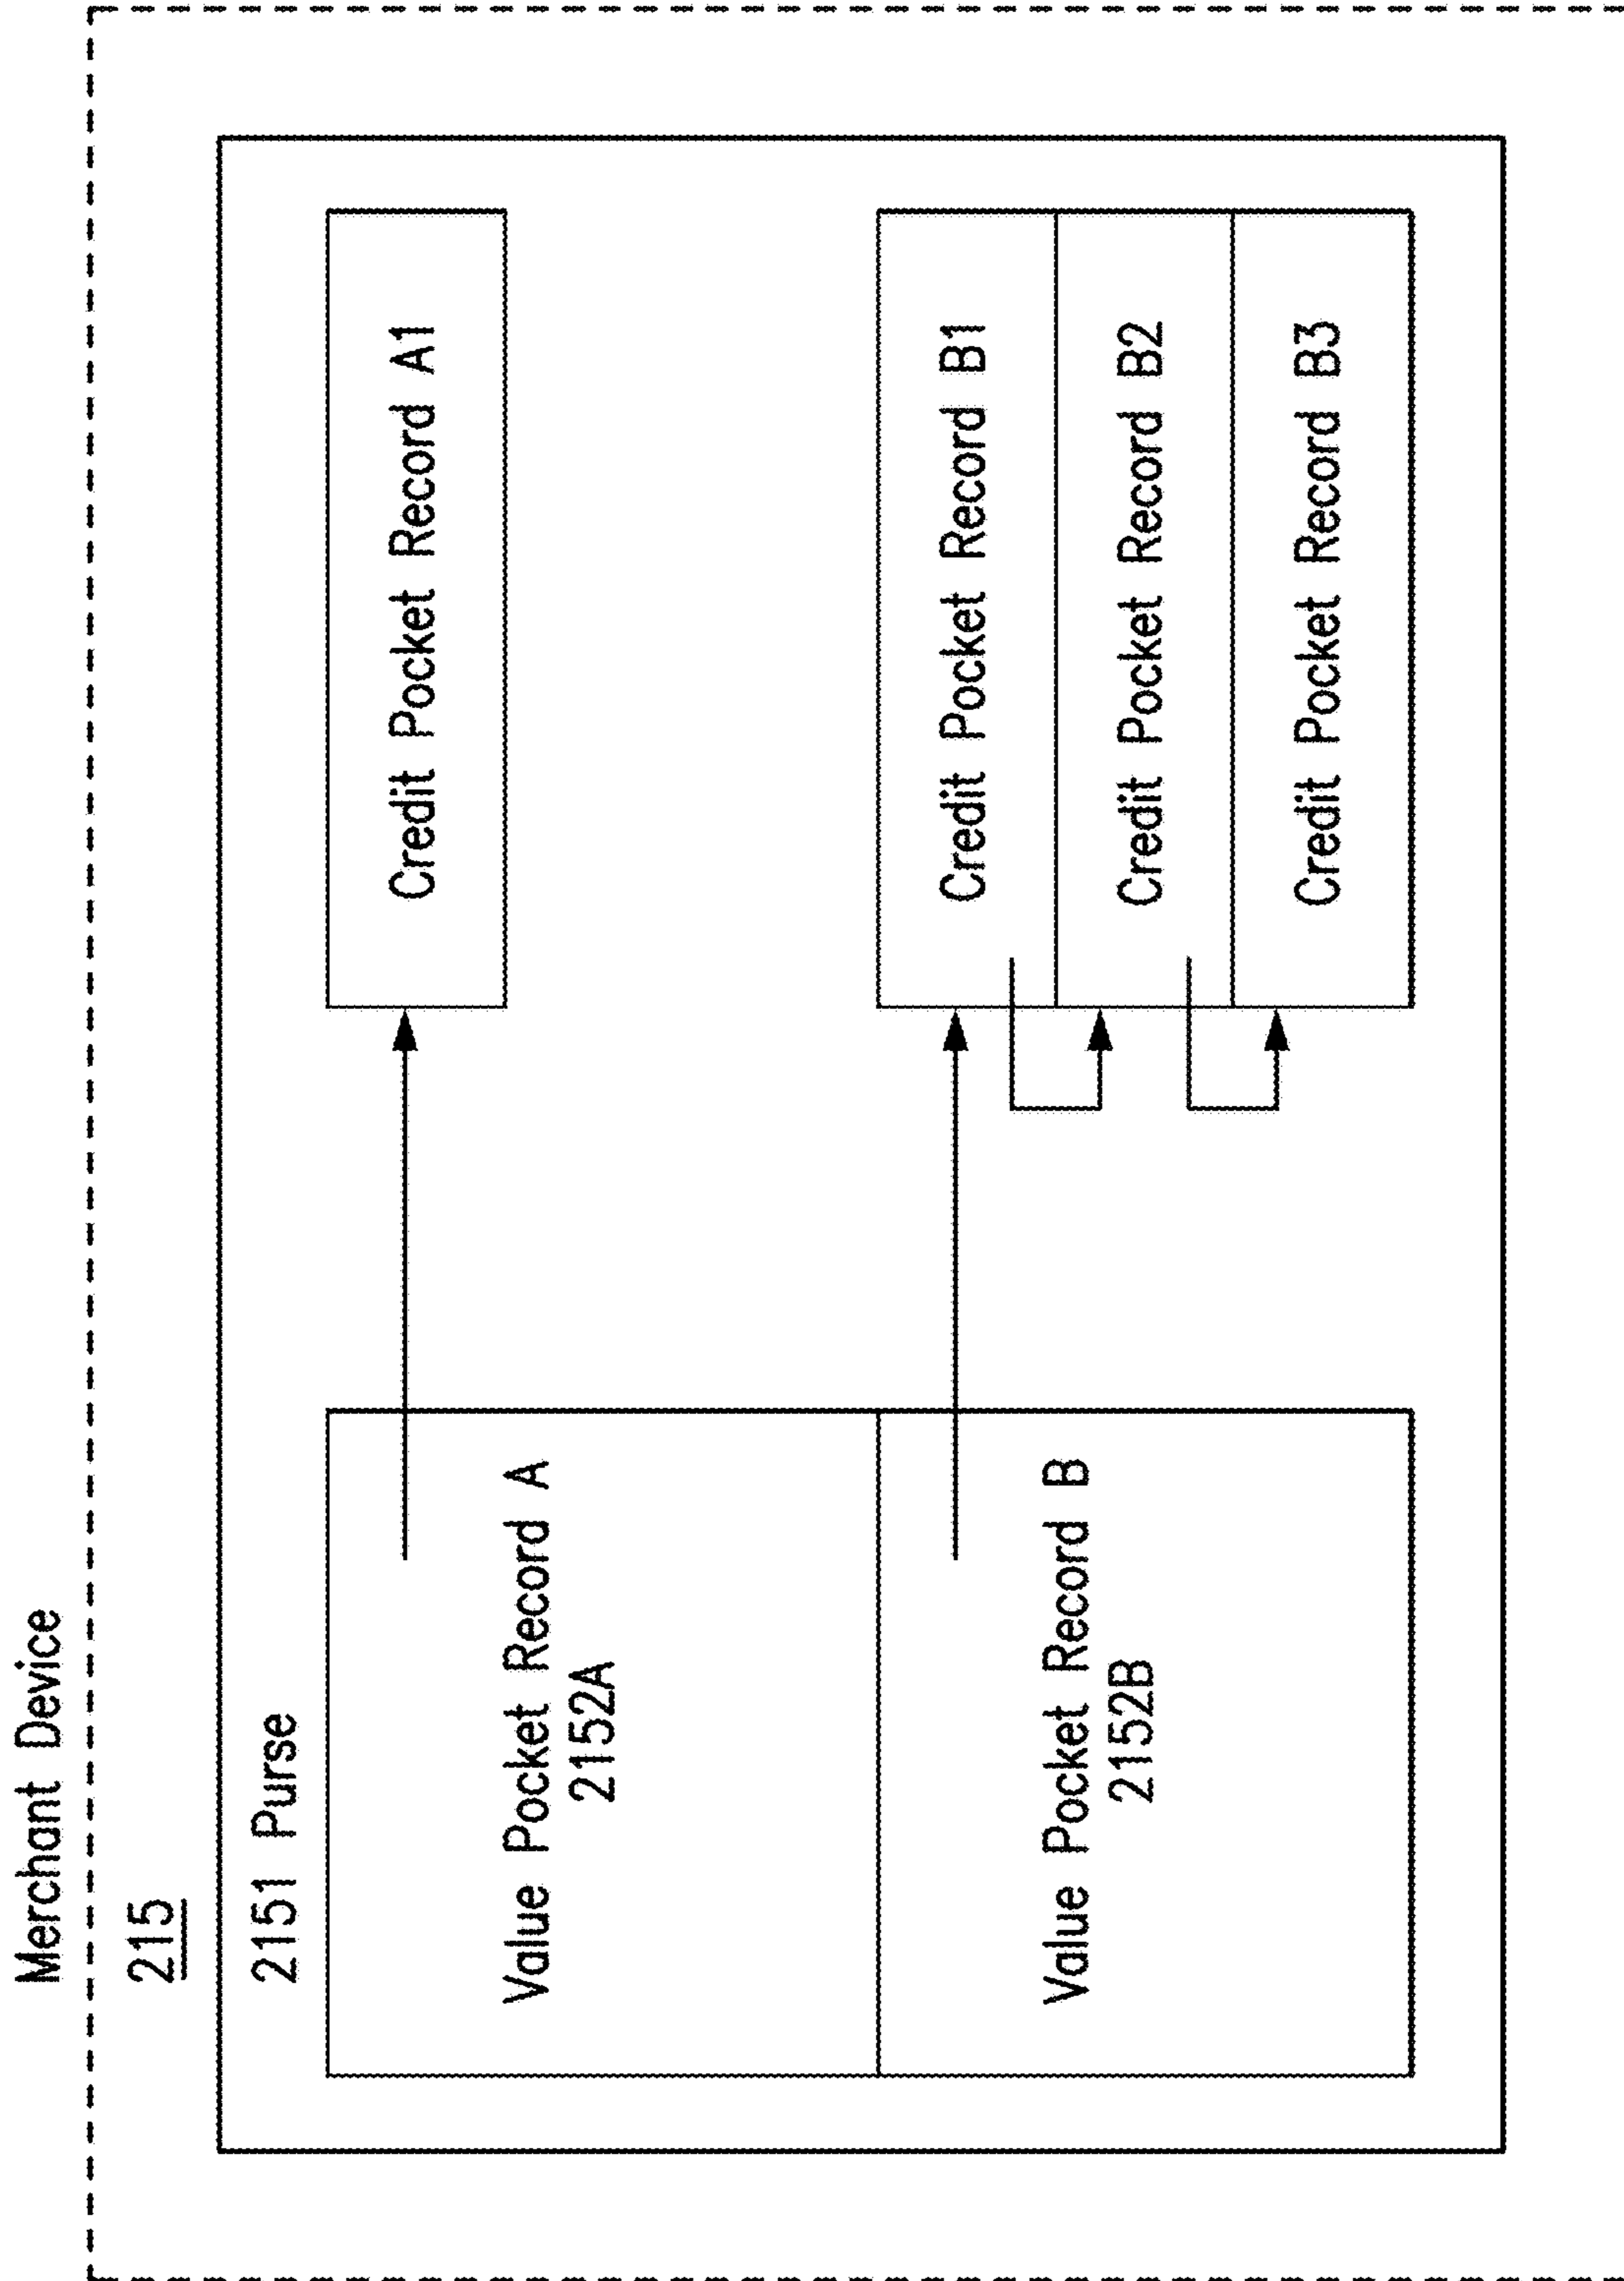 Merchant Device
215
2151 Purse
Value Pocket Record A
2152A
Credit Pocket Record A1
Value Pocket Record B
2152B
Credit Pocket Record B1
Credit Pocket Record B2
Credit Pocket Record B3